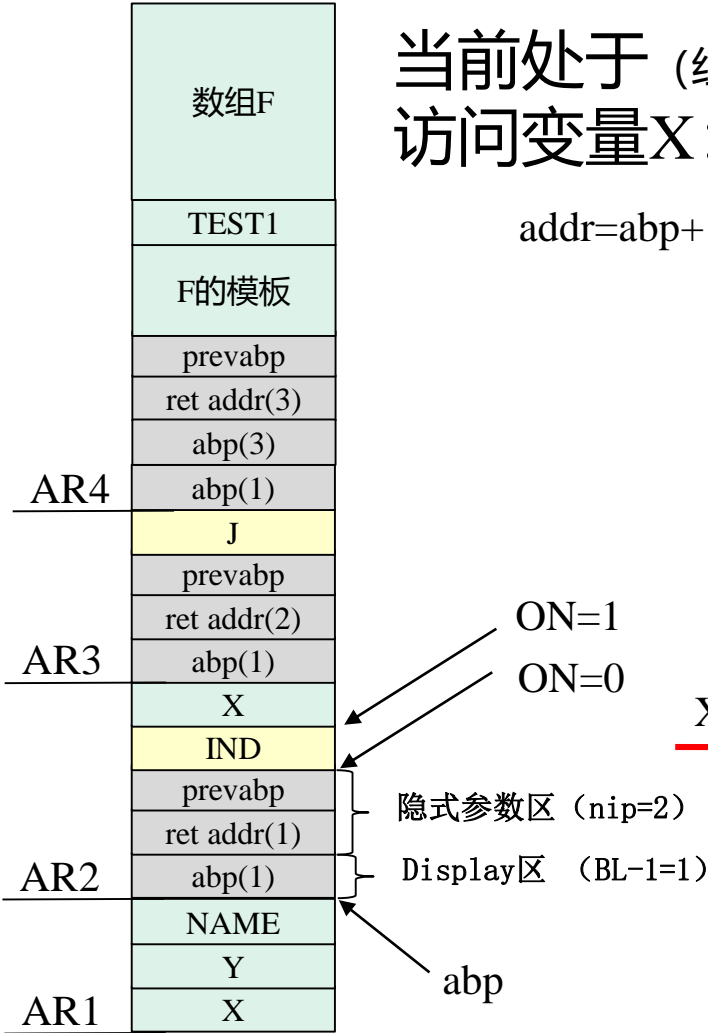 当前处于
访问变量X
addr=abp+
数组F
TEST1
F的模板
prevabp
ret addr(3)
abp(3)
AR4
abp(1)
J
prevabp
ret addr(2)
AR3
abp(1)
ON=1
ON=0
X
X
IND
prevabp
隐式参数区（nip=2）
ret addr(1)
AR2
abp(1)
Display区 （BL-1=1）
NAME
Y
abp
AR1
X